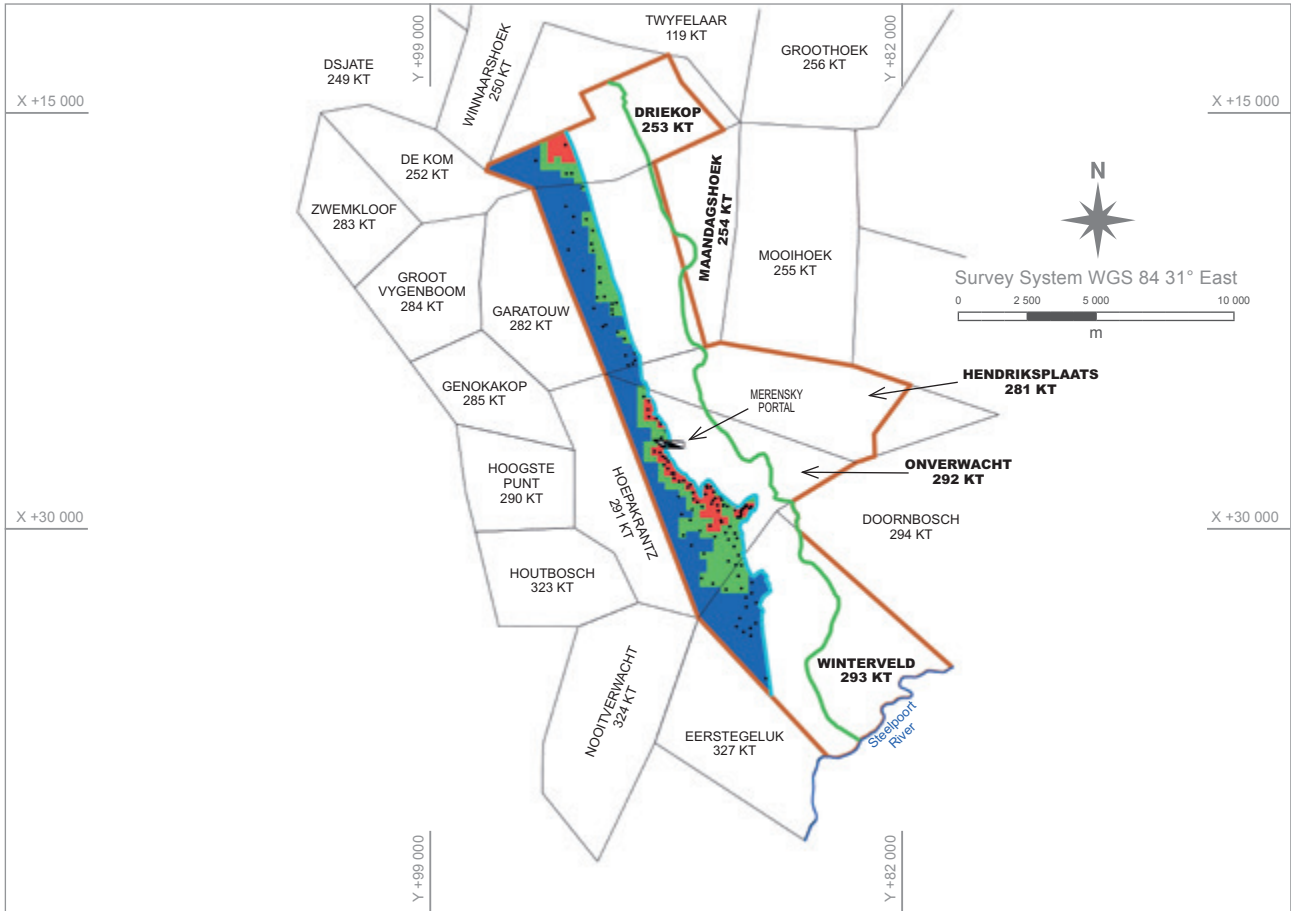 TWYFELAAR
119 KT
GROOTHOEK
256 KT
DSJATE
249 KT
WINNAARSHOEK
250 KT
Y +99 000
Y +82 000
X +15 000
X +15 000
DRIEKOP
253 KT
DE KOM
252 KT
MAANDAGSHOEK
254 KT
N
ZWEMKLOOF
283 KT
MOOIHOEK
255 KT
GROOT
VYGENBOOM
284 KT
Survey System WGS 84 31° East
0 2 500 5 000 10 000
m
GARATOUW
282 KT
HENDRIKSPLAATS
281 KT
GENOKAKOP
285 KT
MERENSKY
PORTAL
HOOGSTE
PUNT
290 KT
HOEPAKRANTZ
291 KT
ONVERWACHT
292 KT
X +30 000
DOORNBOSCH
294 KT
X +30 000
HOUTBOSCH
323 KT
WINTERVELD
293 KT
NOOITVERWACHT
324 KT
EERSTEGELUK
327 KT
Steelpoort
River
Y +99 000
Y +82 000